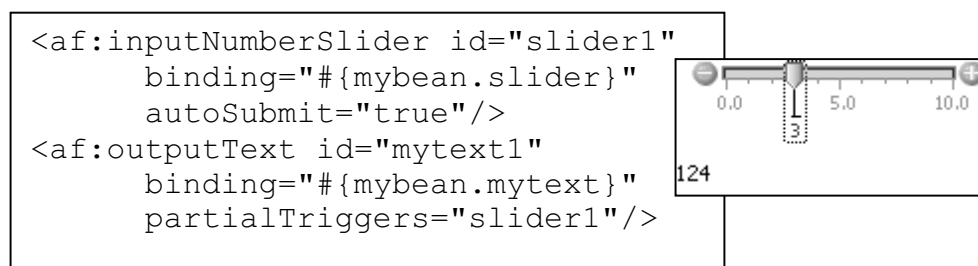 <af:inputNumberSlider id="slider1"
binding="#{mybean.slider}"
autoSubmit="true"/>
<af:outputText id="mytext1"
binding="#{mybean.mytext}"
partialTriggers="slider1"/>
0.0 5.0 10.0
3
124